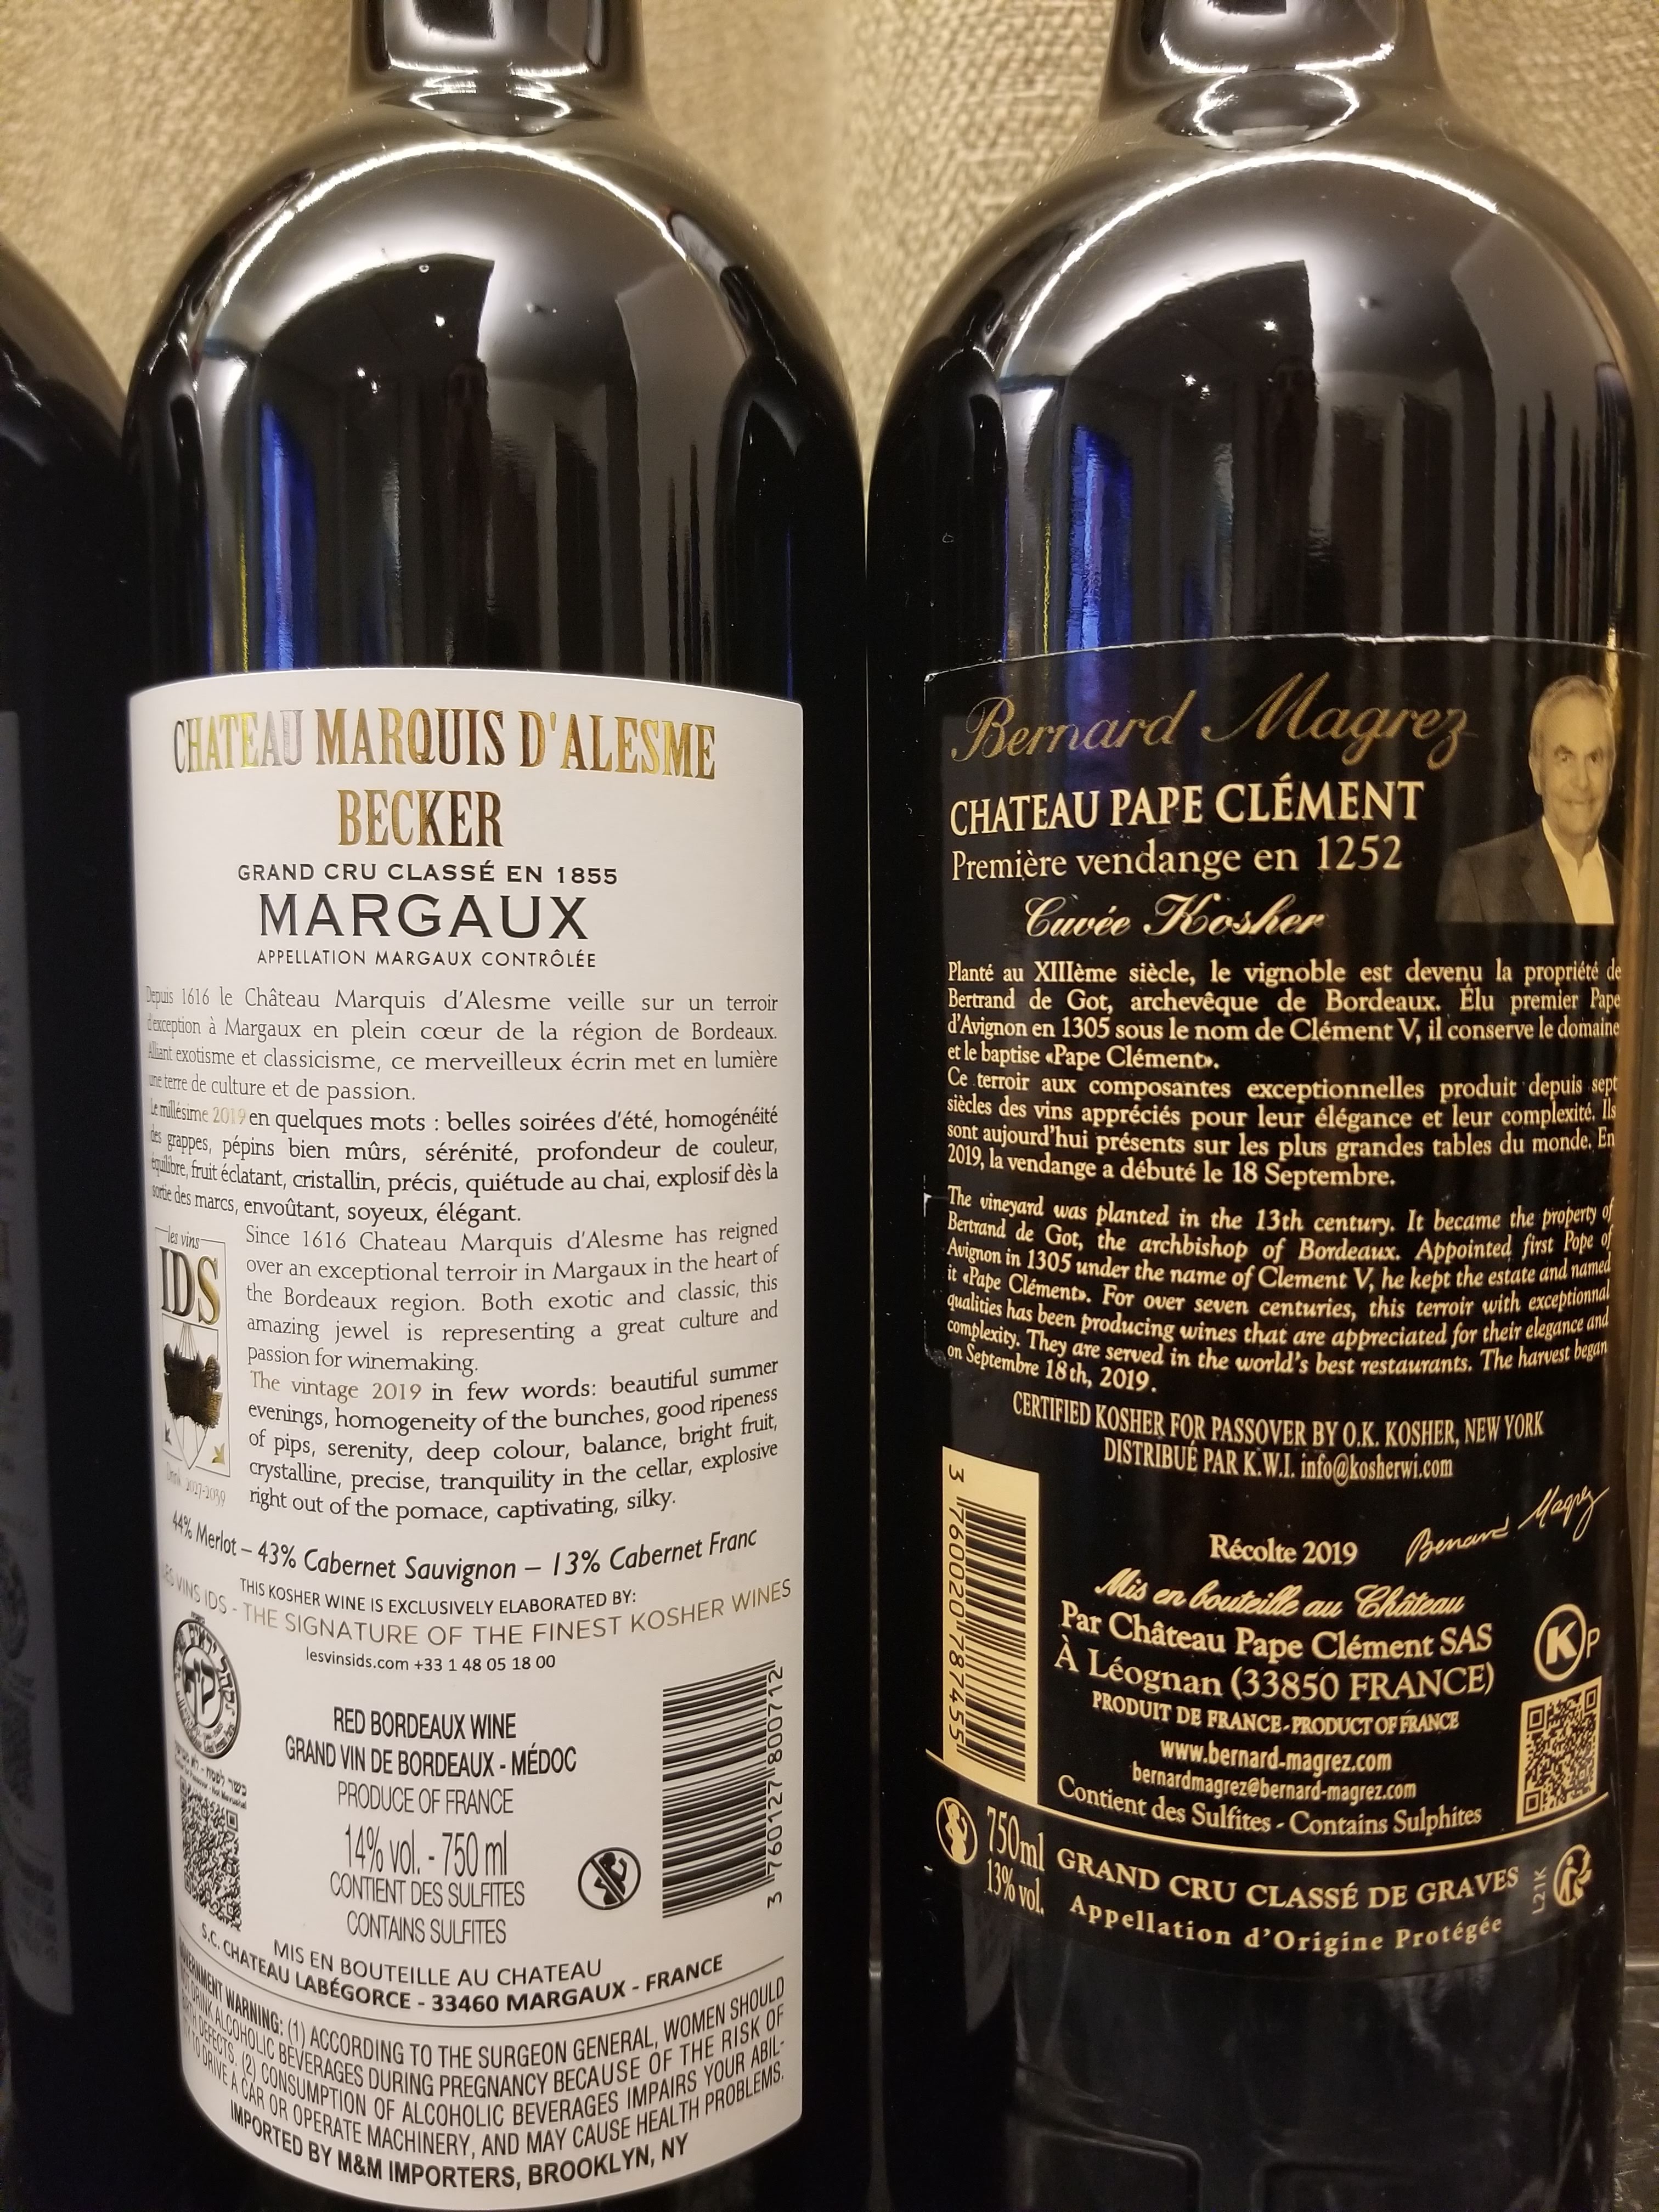 CHATEAU MARQUIS D'ALESME
BECKER
GRAND CRU CLASSÉ EN 1855
MARGAUX
APPELLATION MARGAUX CONTRÔLÉE
Depuis 1616 le Château Marquis d'Alesme veille sur un terroir
d'exception à Margaux en plein cœur de la région de Bordeaux.
Alliant exotisme et classicisme, ce merveilleux écrin met en lumière
une terre de culture et de passion.
Le millésime 2019 en quelques mots : belles soirées d'été, homogénéité
des grappes, pépins bien mûrs, sérénité, profondeur de couleur,
équilibre, fruit éclatant, cristallin, précis, quiétude au chai, explosif dès la
sortie des marcs, envoûtant, soyeux, élégant.
les vins
IDS
Drink 2027-2039
Since 1616 Chateau Marquis d'Alesme has reigned
over an exceptional terroir in Margaux in the heart of
the Bordeaux region. Both exotic and classic, this
amazing jewel is representing a great culture and
passion for winemaking.
The vintage 2019 in few words: beautiful summer
evenings, homogeneity of the bunches, good ripeness
of pips, serenity, deep colour, balance, bright fruit,
crystalline, precise, tranquility in the cellar, explosive
right out of the pomace, captivating, silky.
44% Merlot – 43% Cabernet Sauvignon – 13% Cabernet Franc
THIS KOSHER WINE IS EXCLUSIVELY ELABORATED BY:
LES VINS IDS - THE SIGNATURE OF THE FINEST KOSHER WINES
lesvinsids.com +33 1 48 05 18 00
RED BORDEAUX WINE
GRAND VIN DE BORDEAUX - MÉDOC
PRODUCE OF FRANCE
14% vol. - 750 ml
CONTIENT DES SULFITES
CONTAINS SULFITES
3 760127 800712
MIS EN BOUTEILLE AU CHATEAU
S.C. CHATEAU LABÉGORCE - 33460 MARGAUX - FRANCE
GOVERNMENT WARNING: (1) ACCORDING TO THE SURGEON GENERAL, WOMEN SHOULD
NOT DRINK ALCOHOLIC BEVERAGES DURING PREGNANCY BECAUSE OF THE RISK OF
BIRTH DEFECTS. (2) CONSUMPTION OF ALCOHOLIC BEVERAGES IMPAIRS YOUR ABIL-
ITY TO DRIVE A CAR OR OPERATE MACHINERY, AND MAY CAUSE HEALTH PROBLEMS.
IMPORTED BY M&M IMPORTERS, BROOKLYN, NY
Bernard Magrez
CHATEAU PAPE CLÉMENT
Première vendange en 1252
Cuvée Kosher
Planté au XIIIème siècle, le vignoble est devenu la propriété de
Bertrand de Got, archevêque de Bordeaux. Élu premier Pape
d'Avignon en 1305 sous le nom de Clément V, il conserve le domaine
et le baptise «Pape Clément».
Ce terroir aux composantes exceptionnelles produit depuis sept
siècles des vins appréciés pour leur élégance et leur complexité. Ils
sont aujourd'hui présents sur les plus grandes tables du monde. En
2019, la vendange a débuté le 18 Septembre.
The vineyard was planted in the 13th century. It became the property of
Bertrand de Got, the archbishop of Bordeaux. Appointed first Pope of
Avignon in 1305 under the name of Clement V, he kept the estate and named
it «Pape Clément». For over seven centuries, this terroir with exceptionnal
qualities has been producing wines that are appreciated for their elegance and
complexity. They are served in the world's best restaurants. The harvest began
on Septembre 18th, 2019.
CERTIFIED KOSHER FOR PASSOVER BY O.K. KOSHER, NEW YORK
DISTRIBUÉ PAR K.W.I. info@kosherwi.com
3 760020 787455
Récolte 2019
Bernard Magrez
Mis en bouteille au Château
Par Château Pape Clément SAS
À Léognan (33850 FRANCE)
K P
PRODUIT DE FRANCE - PRODUCT OF FRANCE
www.bernard-magrez.com
bernardmagrez@bernard-magrez.com
Contient des Sulfites - Contains Sulphites
750ml
13% vol.
GRAND CRU CLASSÉ DE GRAVES
Appellation d'Origine Protégée
L21K